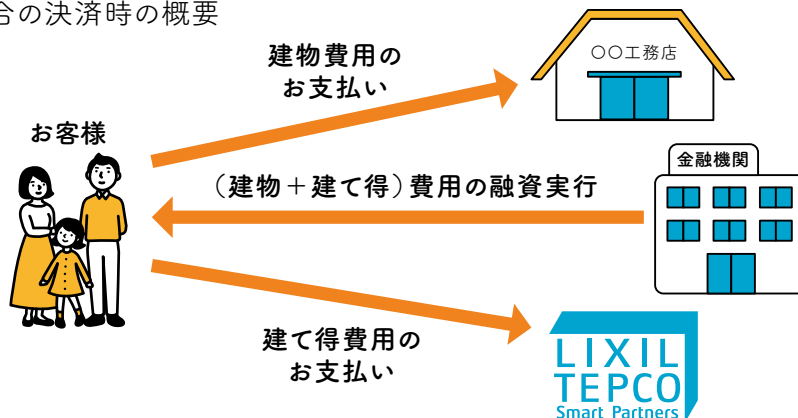 合の決済時の概要
建物費用の
お支払い
〇〇工務店
お客様
金融機関
(建物＋建て得)費用の融資実行
建て得費用の
お支払い
LIXIL
TEPCO
Smart Partners